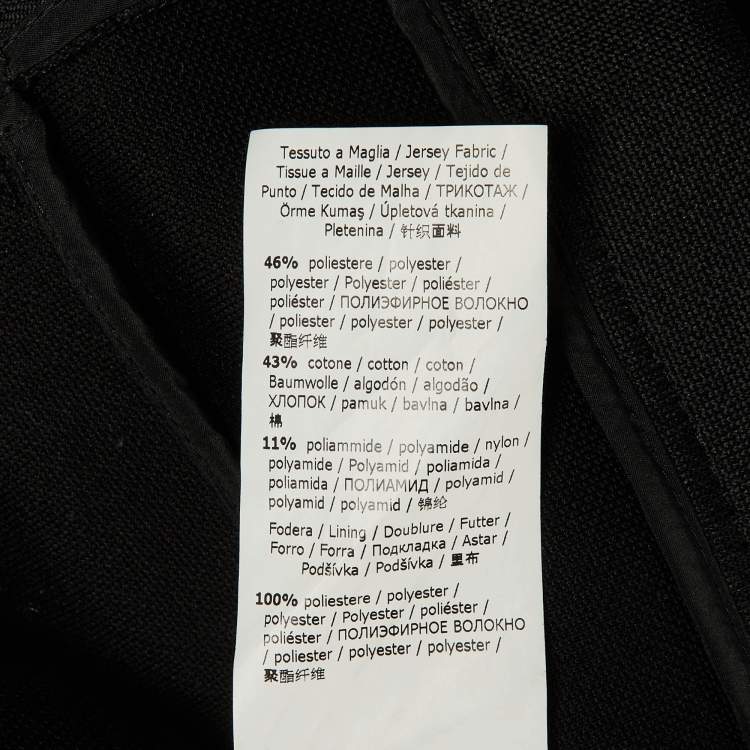 Tessuto a Maglia / Jersey Fabric /
Tissue a Maille / Jersey / Tejido de
Punto / Tecido de Malha / ТРИКОТАЖ /
Örme Kumaş / Úpletová tkanina /
Pletenina / 针织面料
46% poliestere / polyester /
polyester / Polyester / poliéster /
poliéster / ПОЛИЭФИРНОЕ ВОЛОКНО
/ poliester / polyester / polyester /
聚酯纤维
43% cotone / cotton / coton /
Baumwolle / algodón / algodão /
ХЛОПОК / pamuk / bavlna / bavlna /
棉
11% poliammide / polyamide / nylon /
polyamide / Polyamid / poliamida /
poliamida / ПОЛИАМИД / polyamid /
polyamid / polyamid / 锦纶
Fodera / Lining / Doublure / Futter /
Forro / Forra / Подкладка / Astar /
Podšívka / Podšívka / 里布
100% poliestere / polyester /
polyester / Polyester / poliéster /
poliéster / ПОЛИЭФИРНОЕ ВОЛОКНО
/ poliester / polyester / polyester /
聚酯纤维